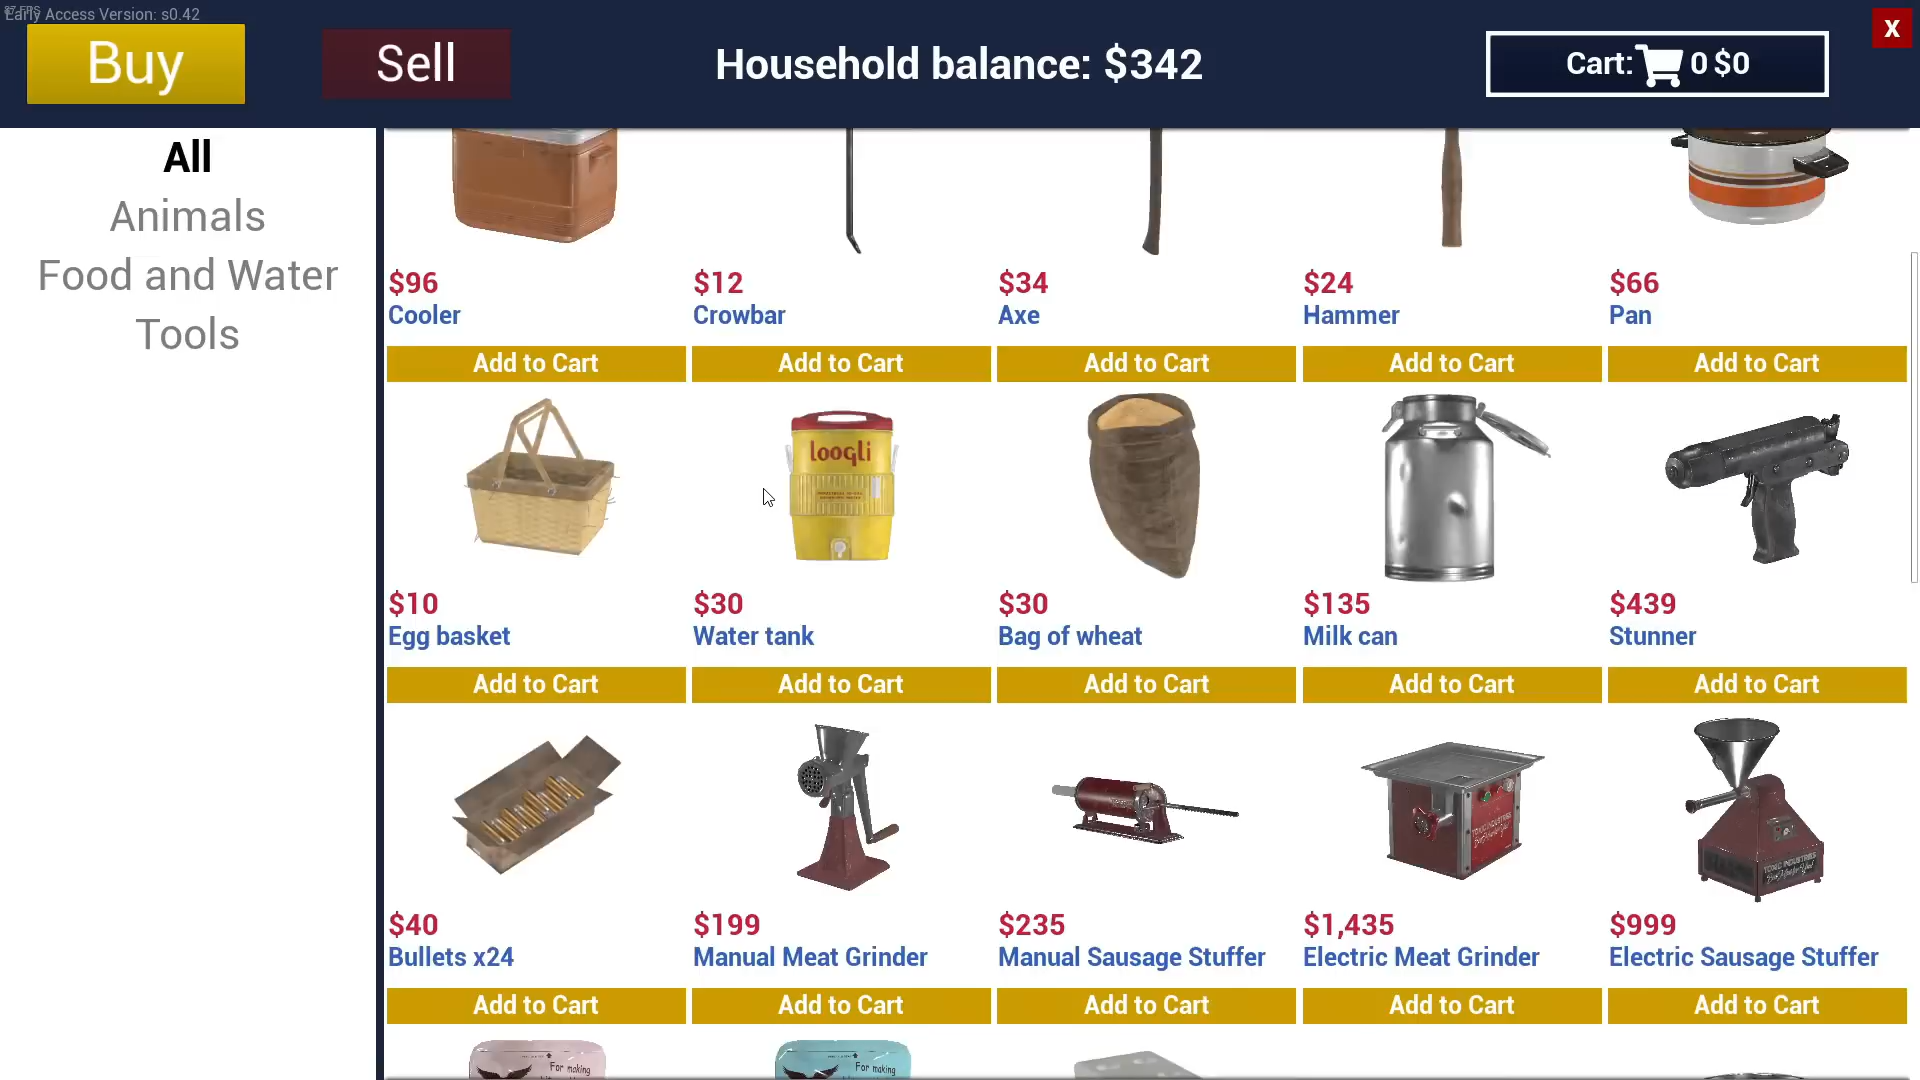 Early Access Version: s0.42
Buy
Sell
Household balance: $342
Cart: 0 $0
X
All
Animals
Food and Water
Tools
$96
Cooler
Add to Cart
$12
Crowbar
Add to Cart
$34
Axe
Add to Cart
$24
Hammer
Add to Cart
$66
Pan
Add to Cart
loogli
$10
Egg basket
Add to Cart
$30
Water tank
Add to Cart
$30
Bag of wheat
Add to Cart
$135
Milk can
Add to Cart
$439
Stunner
Add to Cart
$40
Bullets x24
Add to Cart
$199
Manual Meat Grinder
Add to Cart
$235
Manual Sausage Stuffer
Add to Cart
$1,435
Electric Meat Grinder
Add to Cart
$999
Electric Sausage Stuffer
Add to Cart
For making
For making